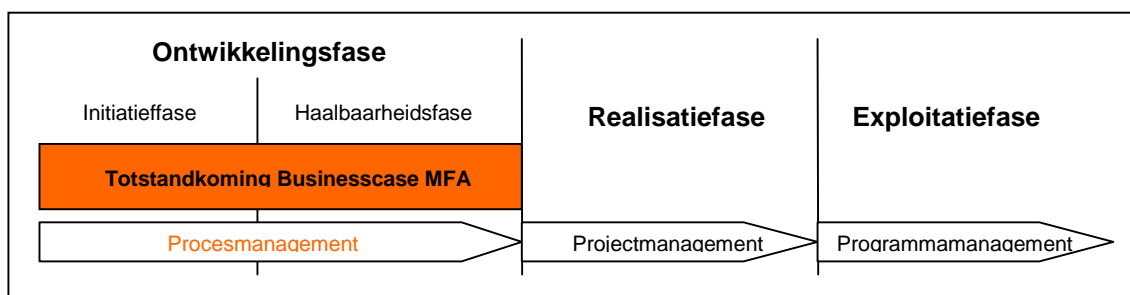 Ontwikkelingsfase
Initiatieffase
Haalbaarheidsfase
Realisatiefase
Exploitatiefase
Totstandkoming Businesscase MFA
Procesmanagement
Projectmanagement
Programmamanagement